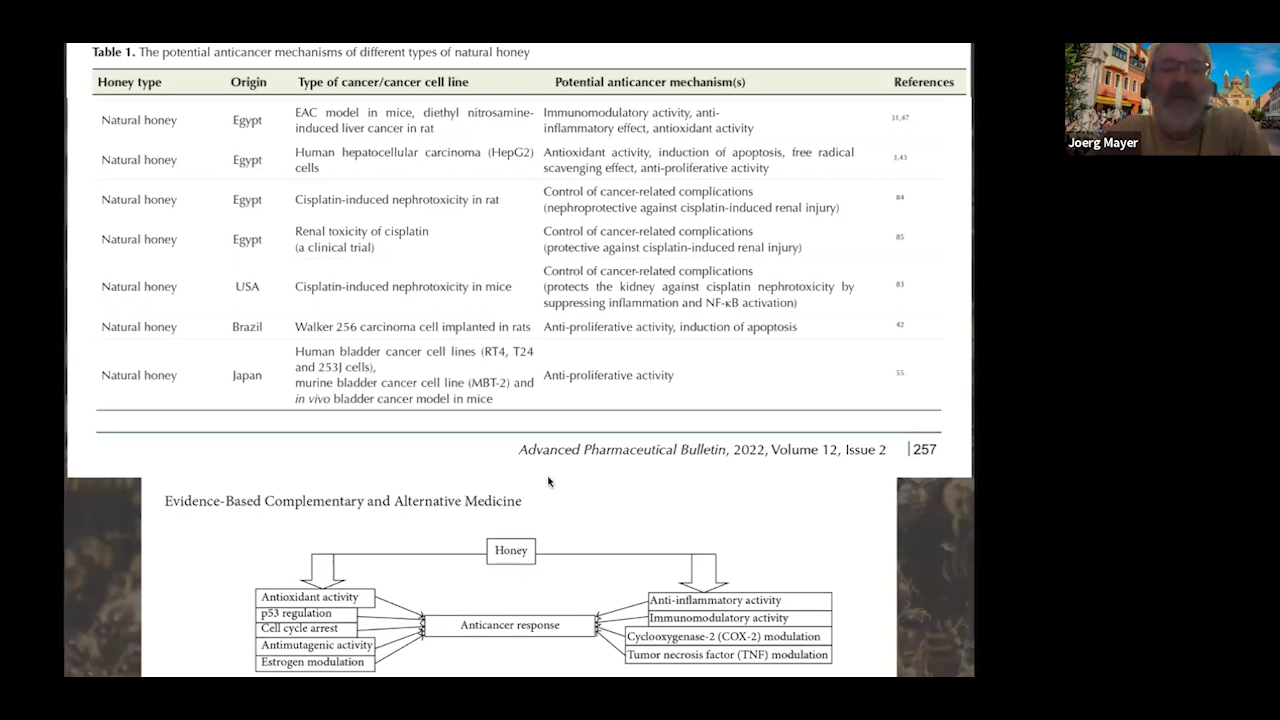 Table 1. The potential anticancer mechanisms of different types of natural honey
Honey type Origin Type of cancer/cancer cell line Potential anticancer mechanism(s) References
Natural honey Egypt EAC model in mice, diethyl nitrosamine-
induced liver cancer in rat
Immunomodulatory activity, anti-
inflammatory effect, antioxidant activity
31,47
Natural honey Egypt Human hepatocellular carcinoma (HepG2)
cells
Antioxidant activity, induction of apoptosis, free radical
scavenging effect, anti-proliferative activity
3,43
Natural honey Egypt Cisplatin-induced nephrotoxicity in rat
Control of cancer-related complications
(nephroprotective against cisplatin-induced renal injury)
84
Natural honey Egypt Renal toxicity of cisplatin
(a clinical trial)
Control of cancer-related complications
(protective against cisplatin-induced renal injury)
85
Natural honey USA Cisplatin-induced nephrotoxicity in mice
Control of cancer-related complications
(protects the kidney against cisplatin nephrotoxicity by
suppressing inflammation and NF-κB activation)
83
Natural honey Brazil Walker 256 carcinoma cell implanted in rats Anti-proliferative activity, induction of apoptosis 42
Natural honey Japan Human bladder cancer cell lines (RT4, T24
and 253J cells),
murine bladder cancer cell line (MBT-2) and
in vivo bladder cancer model in mice
Anti-proliferative activity
55
Advanced Pharmaceutical Bulletin, 2022, Volume 12, Issue 2 |257
Evidence-Based Complementary and Alternative Medicine
Honey
Antioxidant activity
p53 regulation
Cell cycle arrest
Antimutagenic activity
Estrogen modulation
Anticancer response
Anti-inflammatory activity
Immunomodulatory activity
Cyclooxygenase-2 (COX-2) modulation
Tumor necrosis factor (TNF) modulation
Joerg Mayer